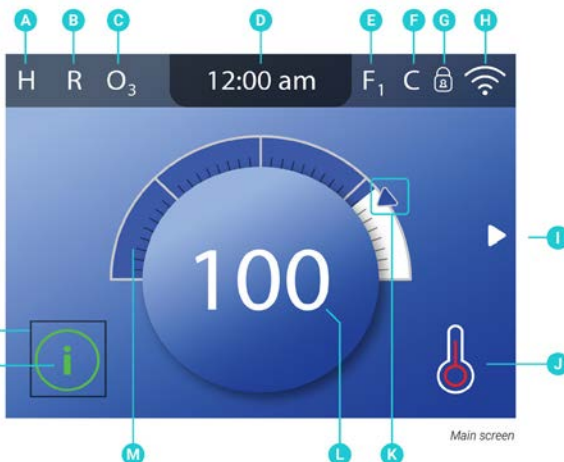 A B C D E F G H
H R O₃ 12:00 am F₁ C
I
100
i
J
Main screen
M L K